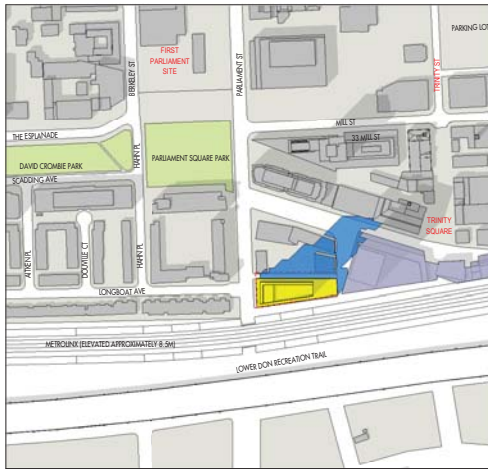 PARKING LOT
FIRST
PARLIAMENT
SITE
BERKELEY ST.
PARLIAMENT ST
TRINITY ST.
MILL ST
THE ESPLANADE
33 MILL ST
HAHN PL
DAVID CROMBIE PARK
PARLIAMENT SQUARE PARK
SCADDING AVE
TRINITY
SQUARE
AITKEN PL
DOUVILLE CT
HAHN PL
LONGBOAT AVE
METROLINX (ELEVATED APPROXIMATELY 8.5M)
LOWER DON RECREATION TRAIL